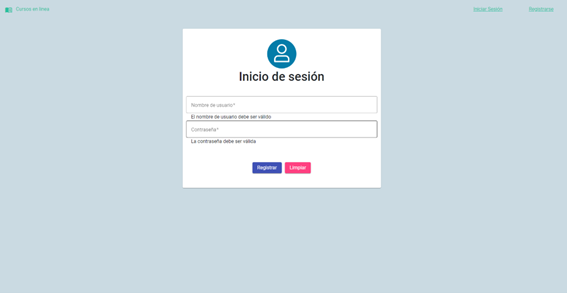 Cursos en línea
Iniciar Sesión
Registrarse
Inicio de sesión
Nombre de usuario*
El nombre de usuario debe ser válido
Contraseña*
La contraseña debe ser válida
Registrar
Limpiar